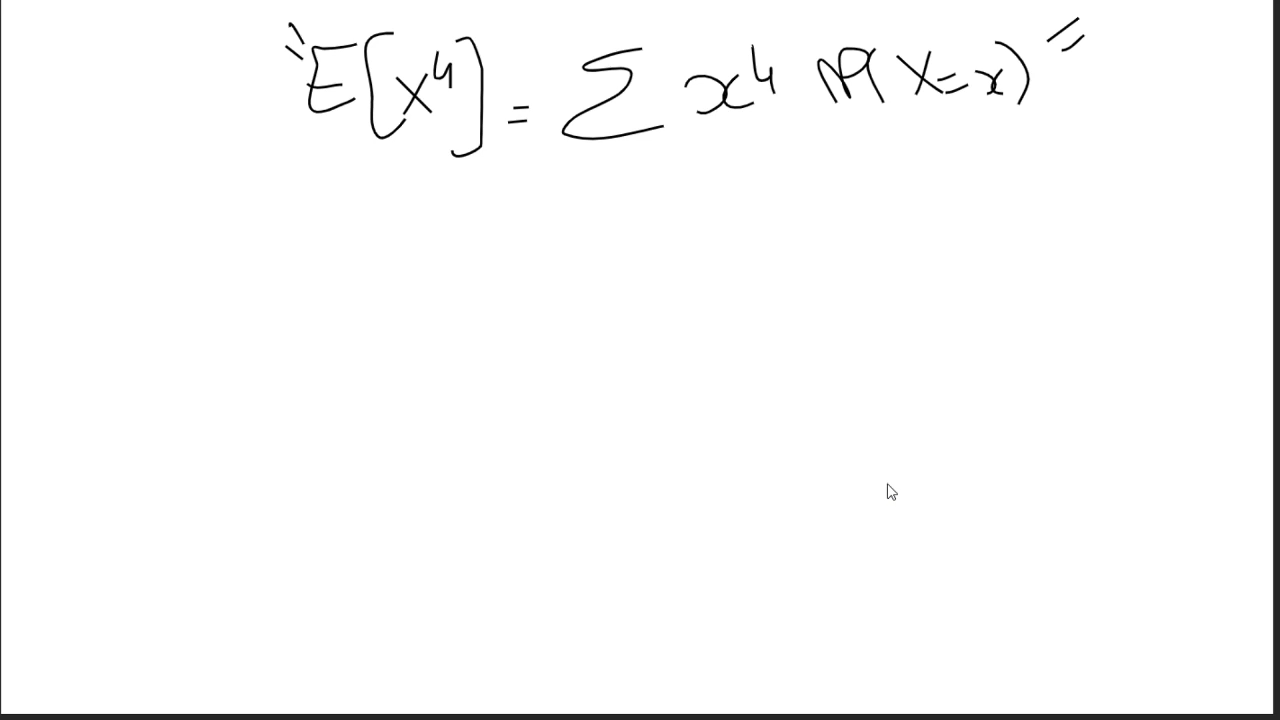 "E[X⁴] = ∑ x⁴ ℙ(X=x)"